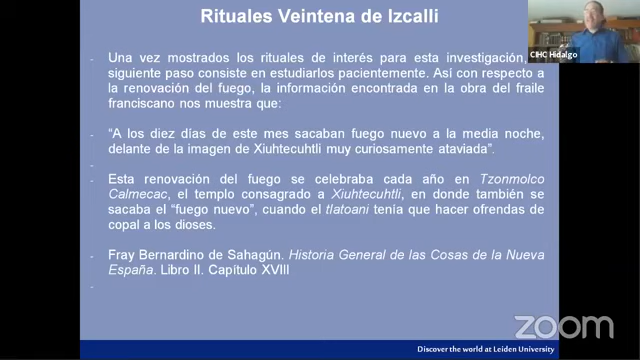 Rituales Veintena de Izcalli
CIHC Hidalgo
- Una vez mostrados los rituales de interés para esta investigación,
siguiente paso consiste en estudiarlos pacientemente. Así con respecto a
la renovación del fuego, la información encontrada en la obra del fraile
franciscano nos muestra que:
- “A los diez días de este mes sacaban fuego nuevo a la media noche,
delante de la imagen de Xiuhtecuhtli muy curiosamente ataviada”.
-
- Esta renovación del fuego se celebraba cada año en Tzonmolco
Calmecac, el templo consagrado a Xiuhtecuhtli, en donde también se
sacaba el “fuego nuevo”, cuando el tlatoani tenía que hacer ofrendas de
copal a los dioses.
- Fray Bernardino de Sahagún. Historia General de las Cosas de la Nueva
España. Libro II. Capítulo XVIII
-
zoom
Discover the world at Leiden University